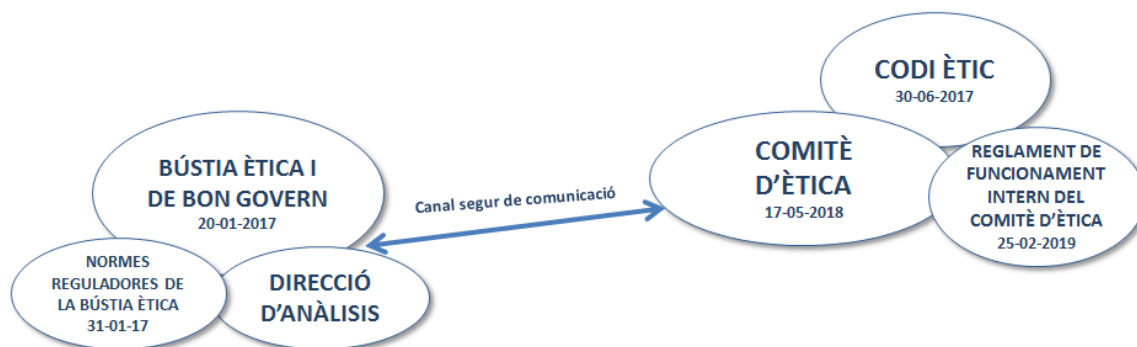 BÚSTIA ÈTICA I
DE BON GOVERN
20-01-2017
NORMES
REGULADORES DE
LA BÚSTIA ÈTICA
31-01-17
DIRECCIÓ
D'ANÀLISIS
Canal segur de comunicació
CODI ÈTIC
30-06-2017
COMITÈ
D'ÈTICA
17-05-2018
REGLAMENT DE
FUNCIONAMENT
INTERN DEL
COMITÈ D'ÈTICA
25-02-2019